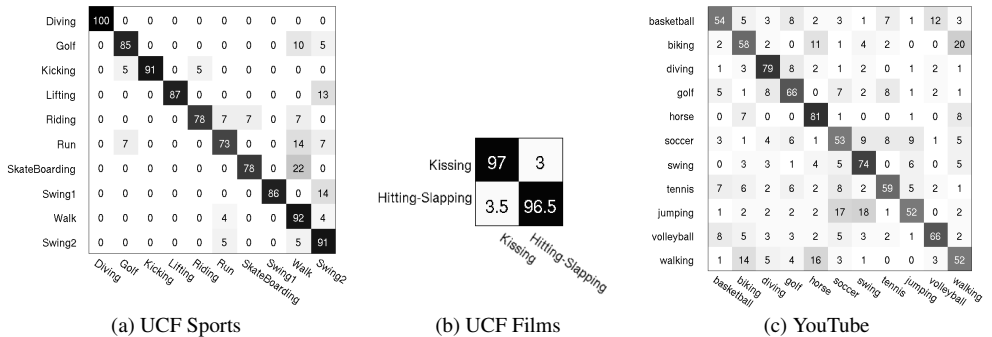 Diving 100 0 0 0 0 0 0 0 0 0
Golf 0 85 0 0 0 0 0 0 10 5
Kicking 0 5 91 0 5 0 0 0 0 0
Lifting 0 0 0 87 0 0 0 0 0 13
Riding 0 0 0 0 78 7 7 0 7 0
Run 0 7 0 0 0 73 0 0 14 7
SkateBoarding 0 0 0 0 0 0 78 0 22 0
Swing1 0 0 0 0 0 0 0 86 0 14
Walk 0 0 0 0 0 4 0 0 92 4
Swing2 0 0 0 0 0 5 0 0 5 91
Diving Golf Kicking Lifting Riding Run SkateBoarding Swing1 Walk Swing2
(a) UCF Sports
Kissing 97 3
Hitting-Slapping 3.5 96.5
Kissing Hitting-Slapping
(b) UCF Films
basketball 54 5 3 8 2 3 1 7 1 12 3
biking 2 58 2 0 11 1 4 2 0 0 20
diving 1 3 79 8 2 1 1 0 1 2 1
golf 5 1 8 66 0 7 2 8 1 2 1
horse 0 7 0 2 81 0 1 0 0 0 8
soccer 3 1 4 6 1 53 9 8 9 1 5
swing 0 3 3 1 4 5 74 0 6 0 5
tennis 7 6 2 6 2 8 2 59 5 2 1
jumping 1 2 2 2 2 17 18 1 52 0 2
volleyball 8 5 3 3 2 5 3 2 2 66 2
walking 1 14 5 4 16 3 1 0 0 3 52
basketball biking diving golf horse soccer swing tennis jumping volleyball walking
(c) YouTube